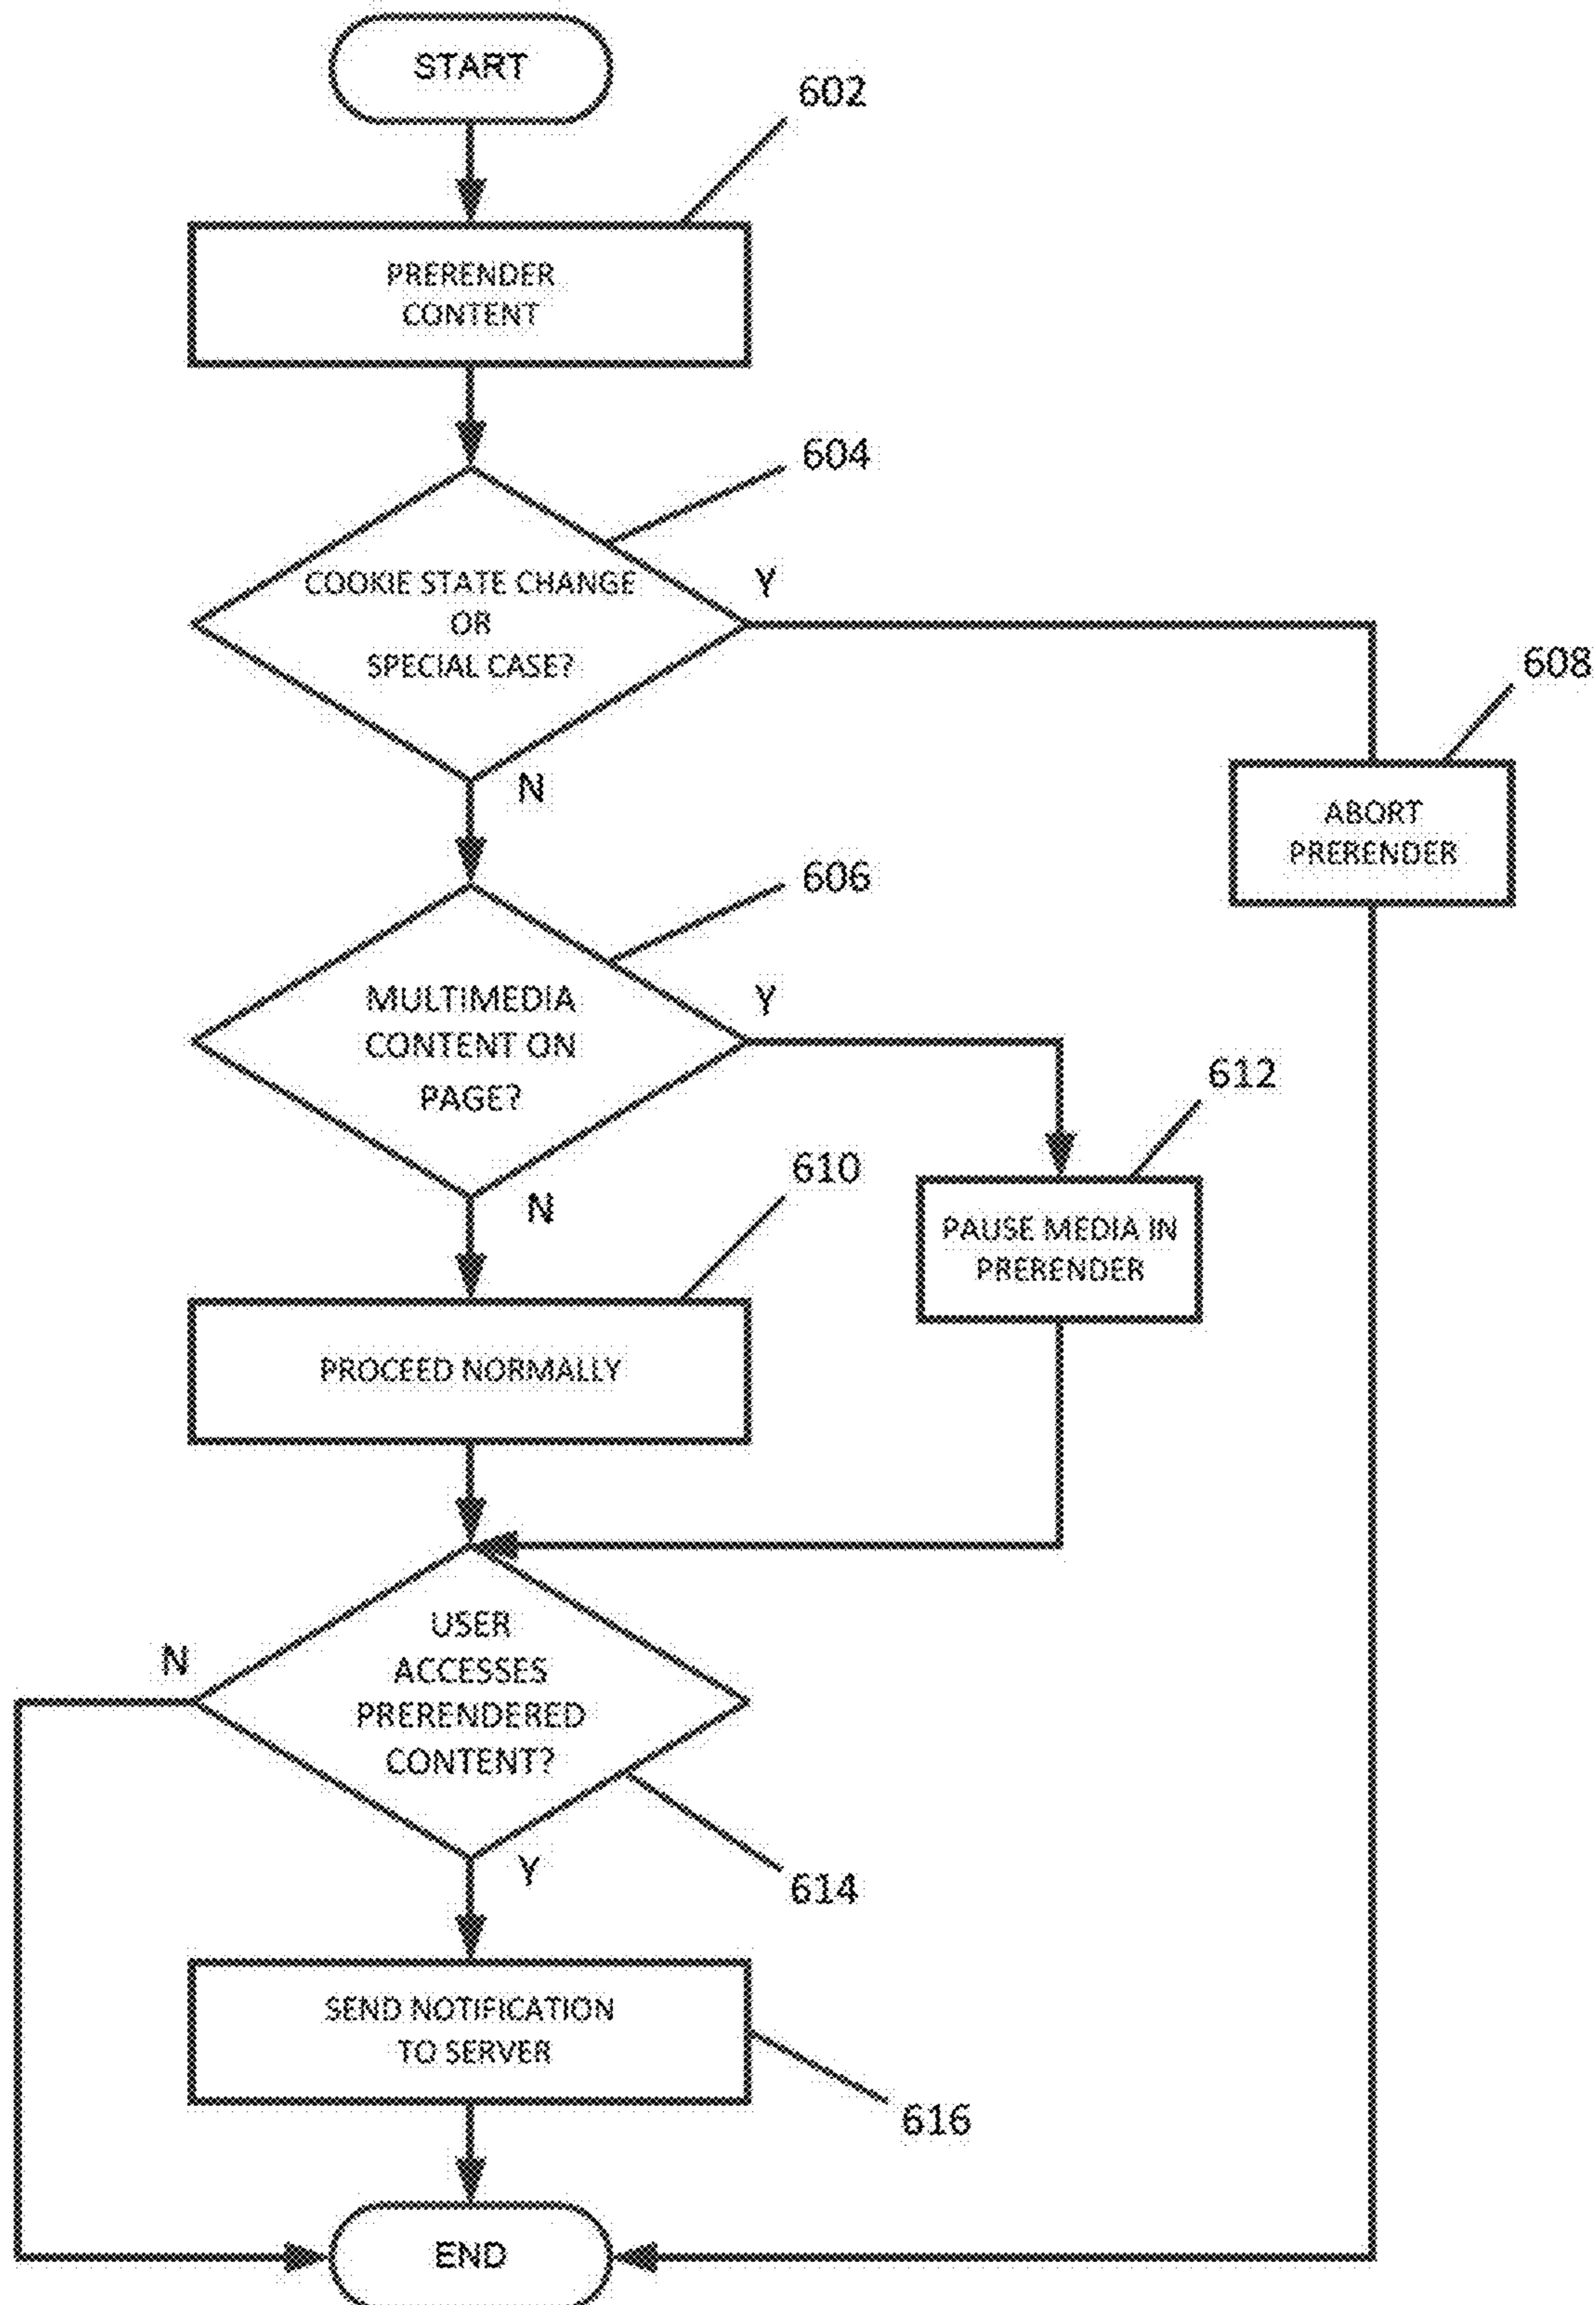 START
602
PRERENDER
CONTENT
604
COOKIE STATE CHANGE
OR
SPECIAL CASE?
Y
N
608
ABORT
PRERENDER
606
MULTIMEDIA
CONTENT ON
PAGE?
Y
N
612
PAUSE MEDIA IN
PRERENDER
610
PROCEED NORMALLY
USER
ACCESSES
PRERENDERED
CONTENT?
N
Y
614
SEND NOTIFICATION
TO SERVER
616
END